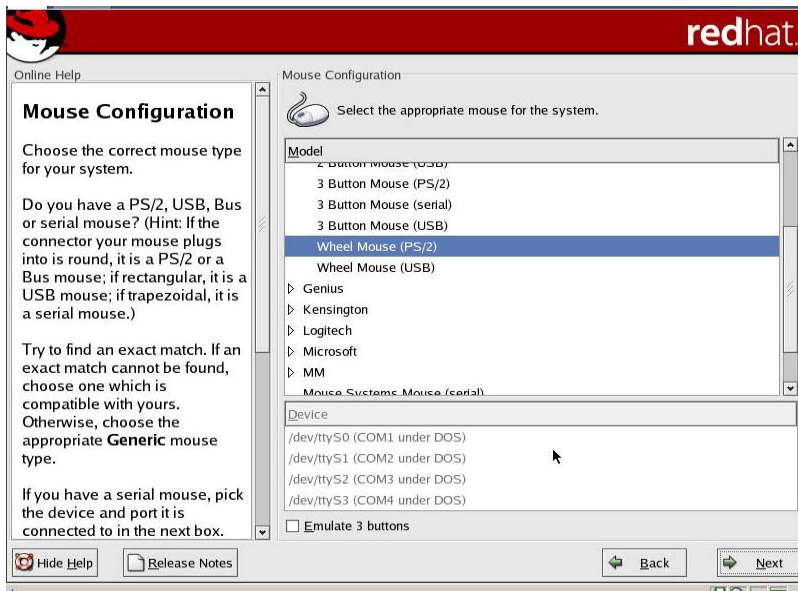 redhat.
Online Help
Mouse Configuration
Choose the correct mouse type
for your system.
Do you have a PS/2, USB, Bus
or serial mouse? (Hint: If the
connector your mouse plugs
into is round, it is a PS/2 or a
Bus mouse; if rectangular, it is a
USB mouse; if trapezoidal, it is
a serial mouse.)
Try to find an exact match. If an
exact match cannot be found,
choose one which is
compatible with yours.
Otherwise, choose the
appropriate Generic mouse
type.
If you have a serial mouse, pick
the device and port it is
connected to in the next box.
Mouse Configuration
Select the appropriate mouse for the system.
Model
2 Button Mouse (USB)
3 Button Mouse (PS/2)
3 Button Mouse (serial)
3 Button Mouse (USB)
Wheel Mouse (PS/2)
Wheel Mouse (USB)
Genius
Kensington
Logitech
Microsoft
MM
Mouse Systems Mouse (serial)
Device
/dev/ttyS0 (COM1 under DOS)
/dev/ttyS1 (COM2 under DOS)
/dev/ttyS2 (COM3 under DOS)
/dev/ttyS3 (COM4 under DOS)
Emulate 3 buttons
Hide Help
Release Notes
Back
Next